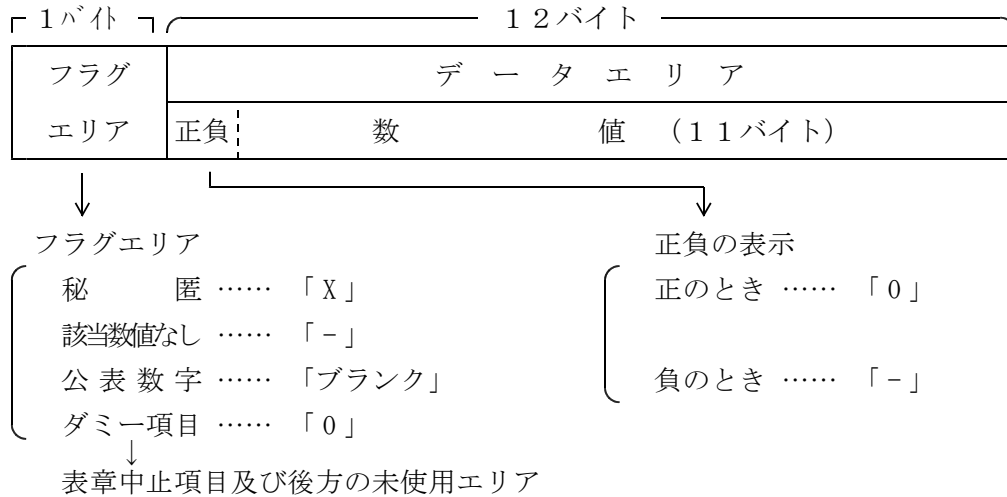 1バイト 12バイト
フラグ データエリア
エリア 正負 数値 (11バイト)
フラグエリア 正負の表示
秘匿 …… 「X」 正のとき …… 「0」
該当数値なし …… 「-」
公表数字 …… 「ブランク」 負のとき …… 「-」
ダミー項目 …… 「0」
↓
表章中止項目及び後方の未使用エリア